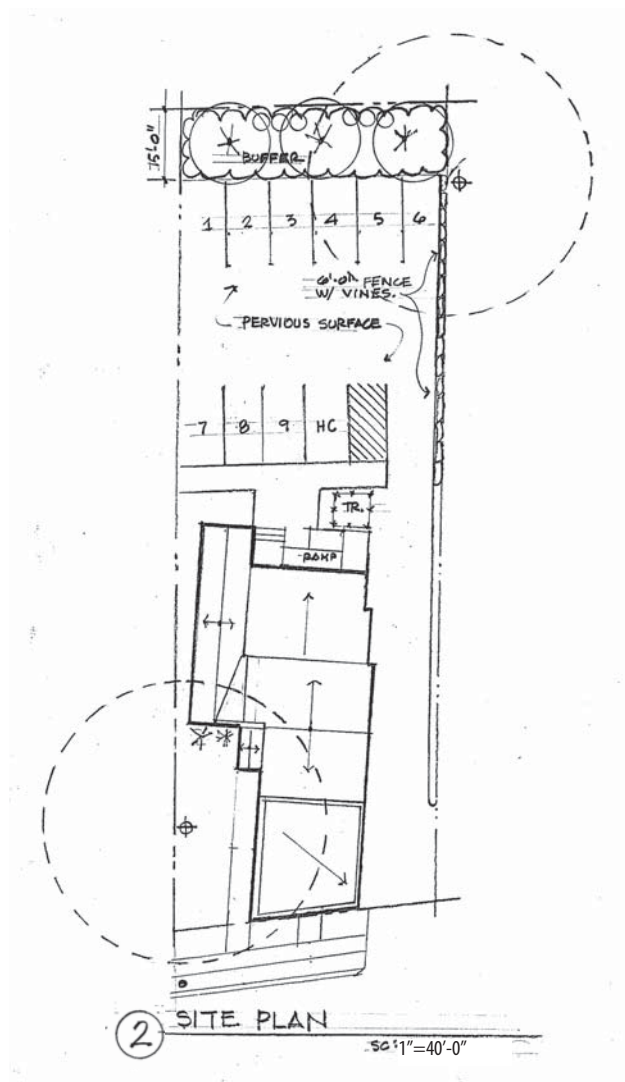 15'-0"
BUFFER
1 2 3 4 5 6
6'-0" FENCE
W/ VINES.
PERVIOUS SURFACE
7 8 9 HC
TR.
RAMP
2 SITE PLAN
SC: 1"=40'-0"